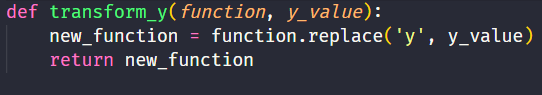 def transform_y(function, y_value):
    new_function = function.replace('y', y_value)
    return new_function